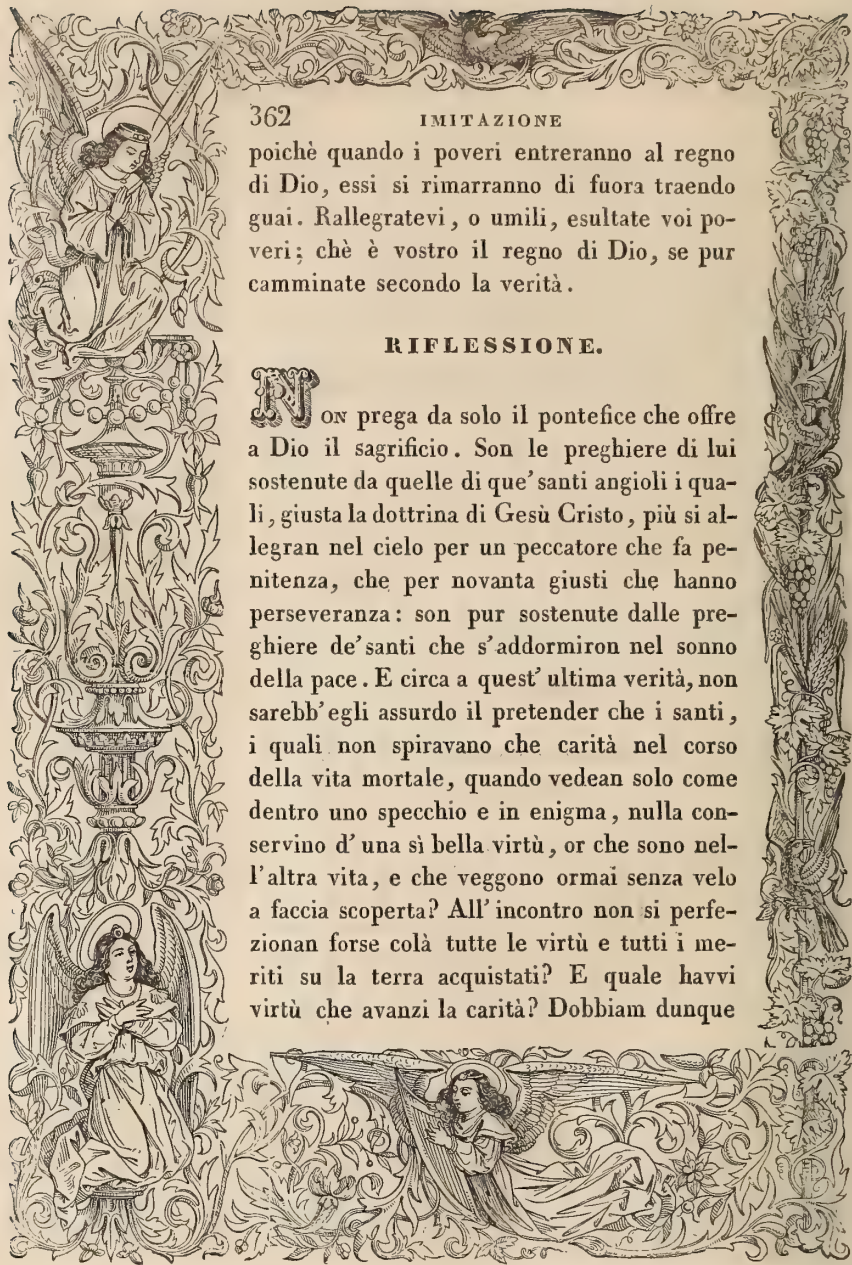 362 IMITAZIONE
poichè quando i poveri entreranno al regno
di Dio, essi si rimarranno di fuora traendo
guai. Rallegratevi, o umili, esultate voi po-
veri; chè è vostro il regno di Dio, se pur
camminate secondo la verità.
RIFLESSIONE.
NON prega da solo il pontefice che offre
a Dio il sagrificio. Son le preghiere di lui
sostenute da quelle di que' santi angioli i qua-
li, giusta la dottrina di Gesù Cristo, più si al-
legran nel cielo per un peccatore che fa pe-
nitenza, che per novanta giusti che hanno
perseveranza: son pur sostenute dalle pre-
ghiere de' santi che s'addormiron nel sonno
della pace. E circa a quest' ultima verità, non
sarebb' egli assurdo il pretender che i santi,
i quali non spiravano che carità nel corso
della vita mortale, quando vedean solo come
dentro uno specchio e in enigma, nulla con-
servino d' una sì bella virtù, or che sono nel-
l'altra vita, e che veggono ormai senza velo
a faccia scoperta? All' incontro non si perfe-
zionan forse colà tutte le virtù e tutti i me-
riti su la terra acquistati? E quale havvi
virtù che avanzi la carità? Dobbiam dunque